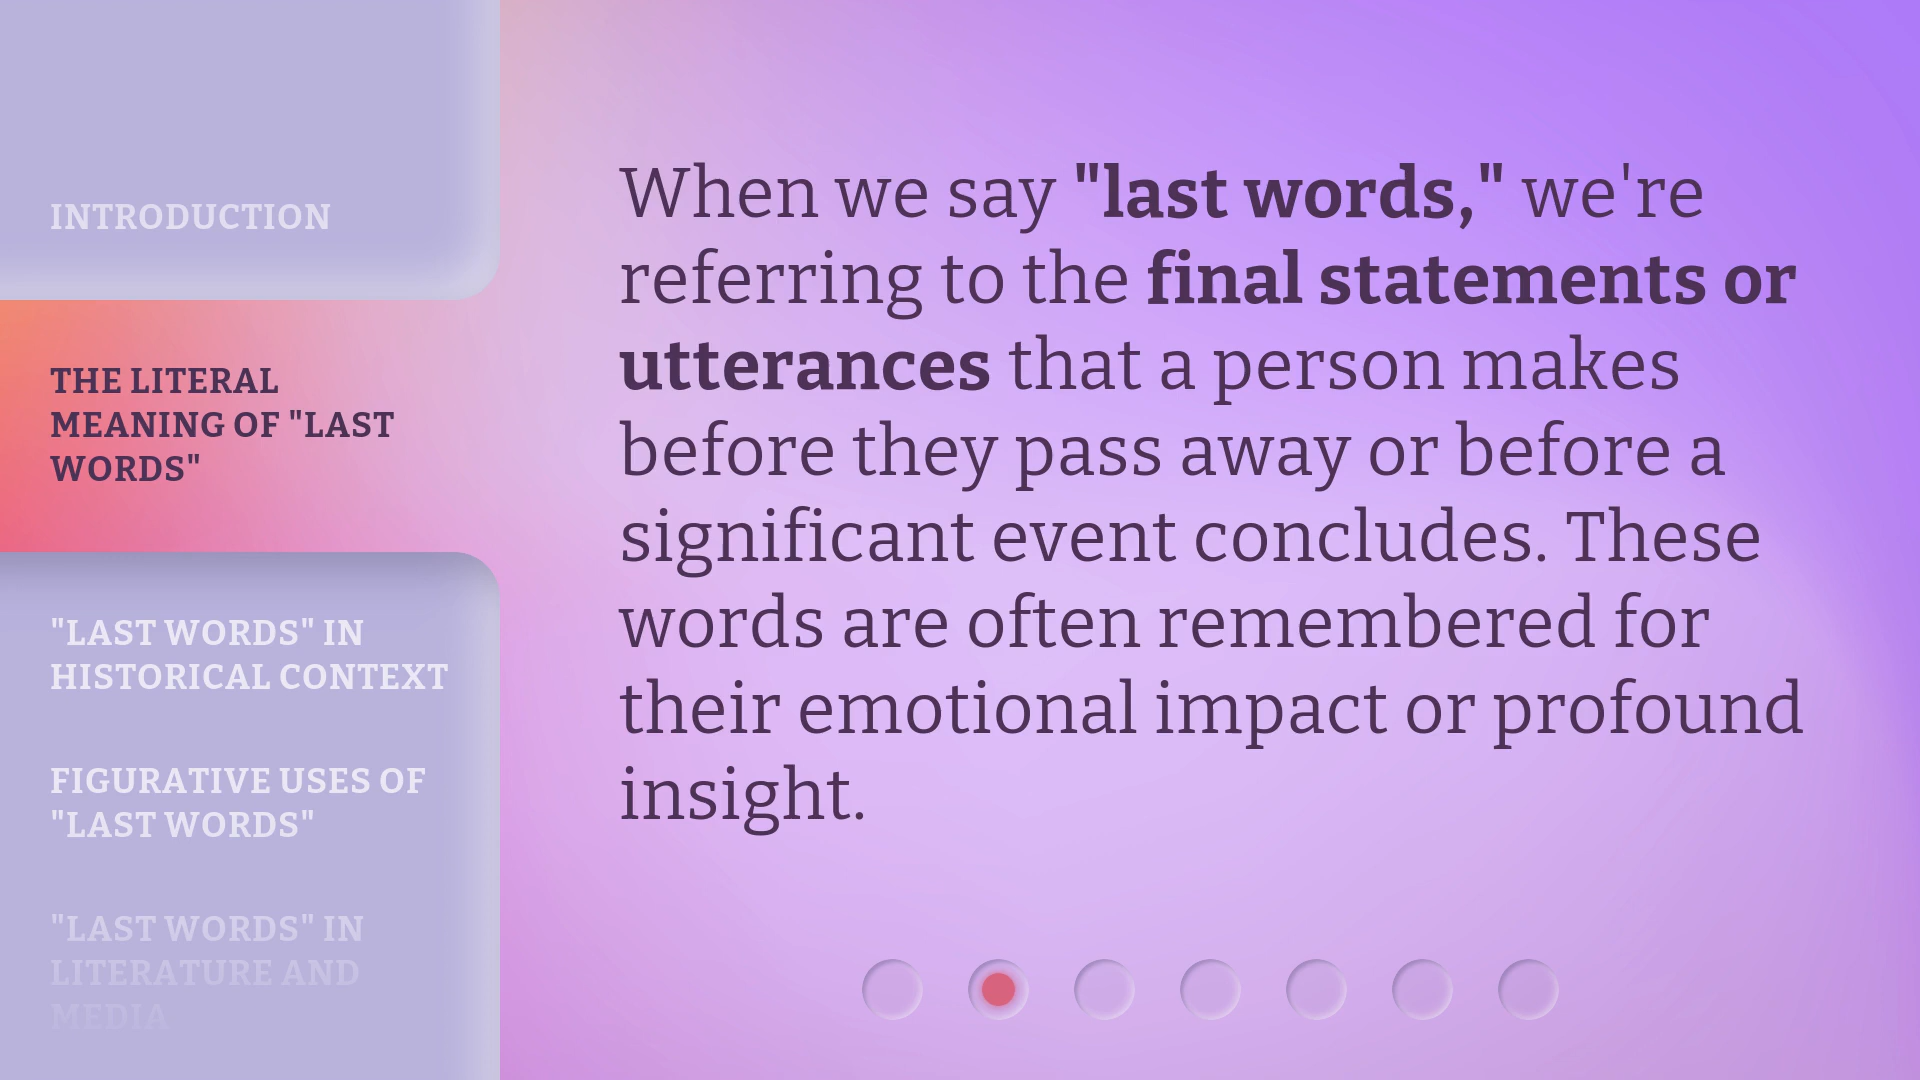 INTRODUCTION
THE LITERAL
MEANING OF "LAST
WORDS"
"LAST WORDS" IN
HISTORICAL CONTEXT
FIGURATIVE USES OF
"LAST WORDS"
"LAST WORDS" IN
LITERATURE AND
MEDIA
When we say "last words," we're
referring to the final statements or
utterances that a person makes
before they pass away or before a
significant event concludes. These
words are often remembered for
their emotional impact or profound
insight.